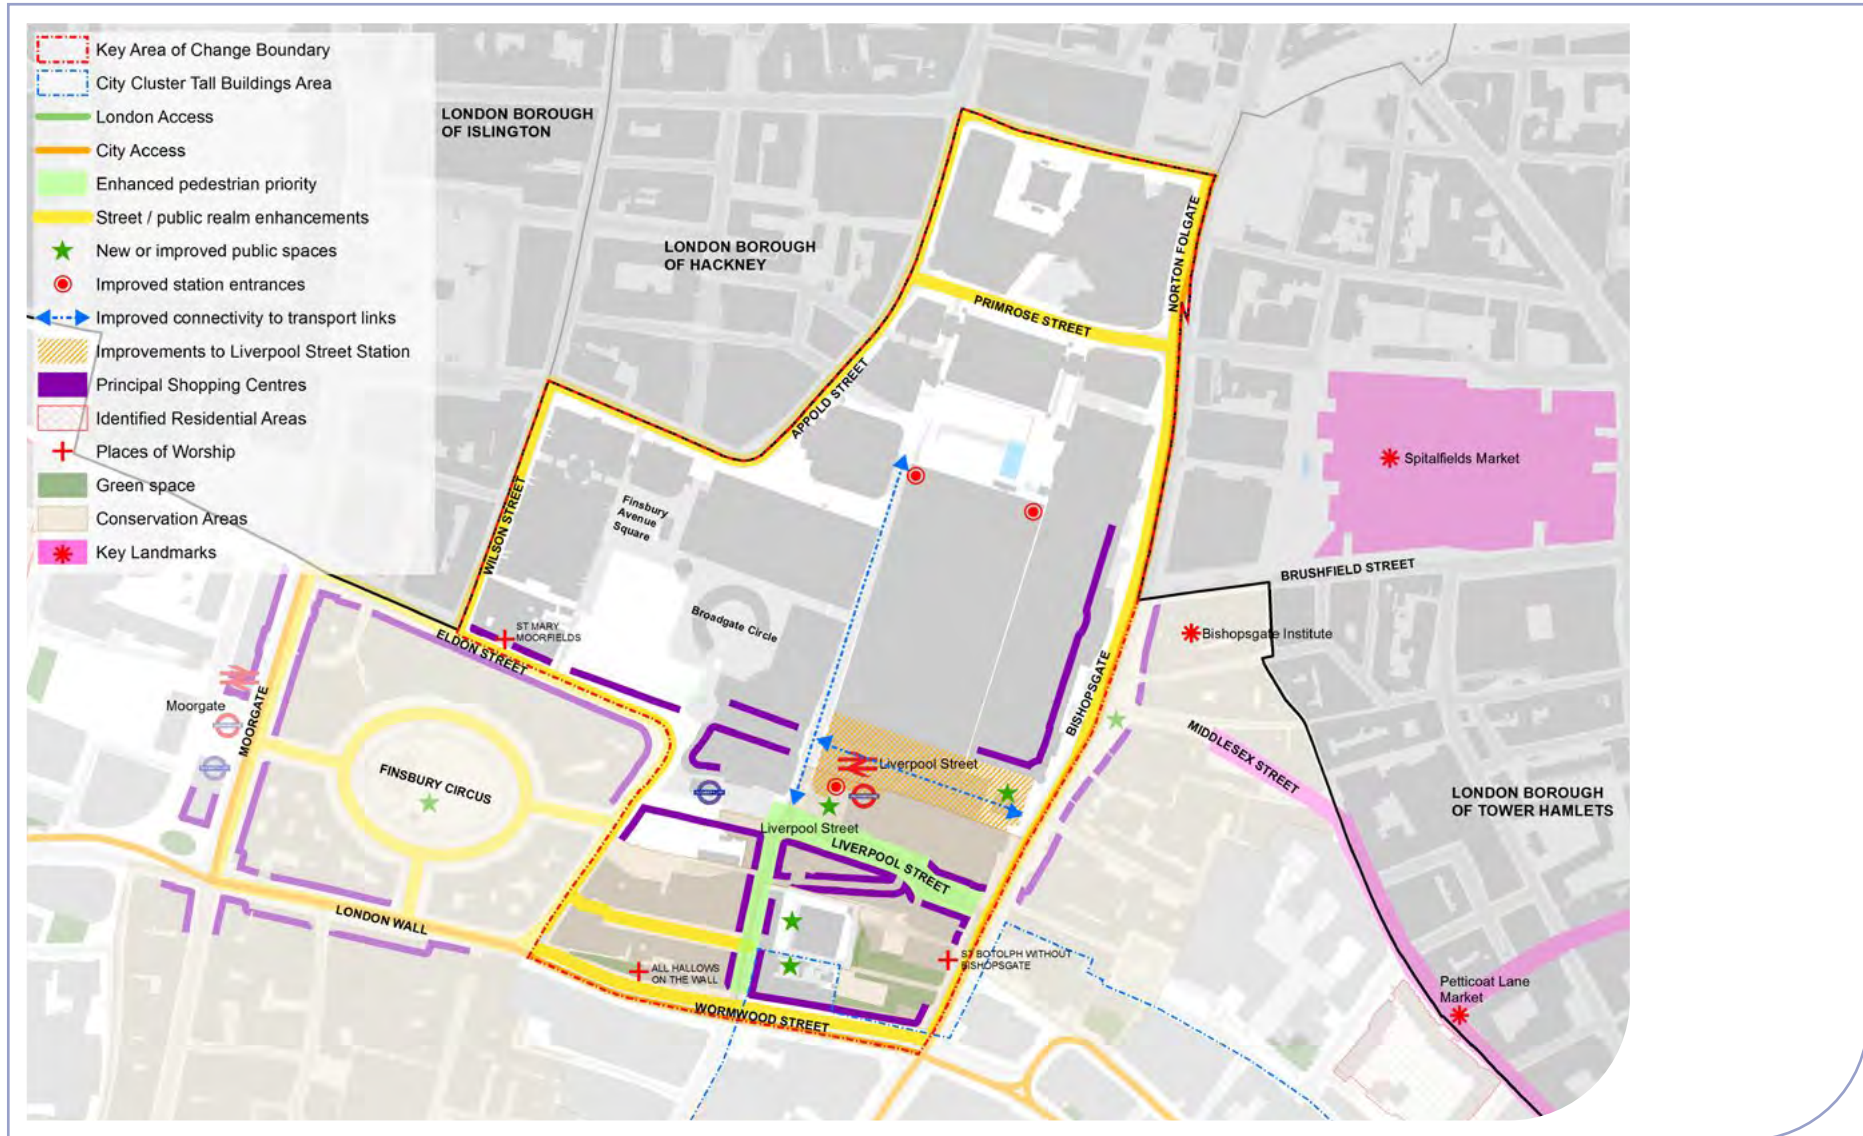 Key Area of Change Boundary
City Cluster Tall Buildings Area
London Access
City Access
Enhanced pedestrian priority
Street / public realm enhancements
New or improved public spaces
Improved station entrances
Improved connectivity to transport links
Improvements to Liverpool Street Station
Principal Shopping Centres
Identified Residential Areas
Places of Worship
Green space
Conservation Areas
Key Landmarks
LONDON BOROUGH
OF ISLINGTON
LONDON BOROUGH
OF HACKNEY
NORTON FOLGATE
PRIMROSE STREET
APPOLD STREET
Spitalfields Market
WILSON STREET
Finsbury
Avenue
Square
BRUSHFIELD STREET
Broadgate Circle
ST MARY
MOORFIELDS
ELDON STREET
Bishopsgate Institute
BISHOPSGATE
Moorgate
MOORGATE
MIDDLESEX STREET
FINSBURY CIRCUS
Liverpool Street
LONDON BOROUGH
OF TOWER HAMLETS
Liverpool Street
LIVERPOOL STREET
LONDON WALL
ST BOTOLPH WITHOUT
BISHOPSGATE
ALL HALLOWS
ON THE WALL
Petticoat Lane
Market
WORMWOOD STREET